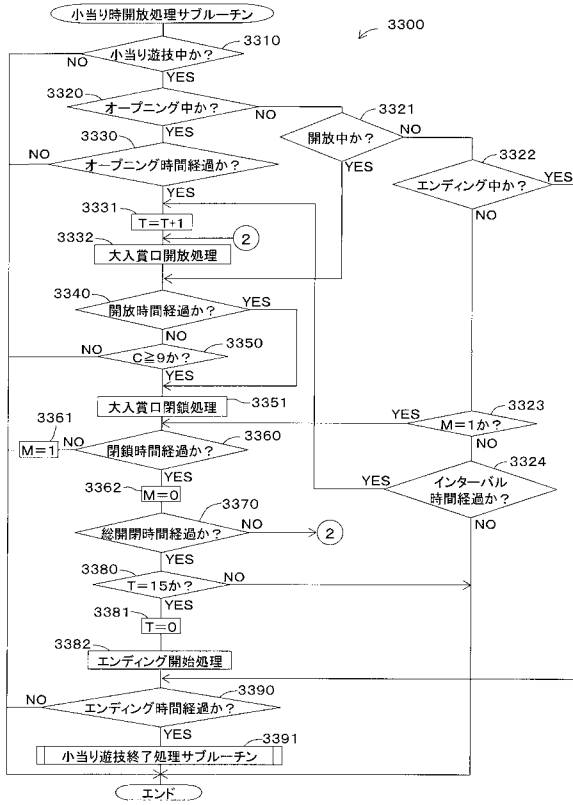 小当り時開放処理サブルーチン
3300
3310
小当り遊技中か？
NO
YES
3320
オープニング中か？
NO
YES
3321
開放中か？
NO
YES
3322
エンディング中か？
YES
NO
3330
オープニング時間経過か？
NO
YES
3331
T=T+1
2
3332
大入賞口開放処理
3340
開放時間経過か？
YES
NO
3350
C≧9か？
NO
YES
大入賞口閉鎖処理
3351
3323
M=1か？
YES
NO
3361
M=1
NO
3360
閉鎖時間経過か？
YES
3324
インターバル
時間経過か？
YES
NO
3362
M=0
3370
総開閉時間経過か？
NO
2
YES
3380
T=15か？
NO
YES
3381
T=0
3382
エンディング開始処理
3390
エンディング時間経過か？
NO
YES
3391
小当り遊技終了処理サブルーチン
エンド